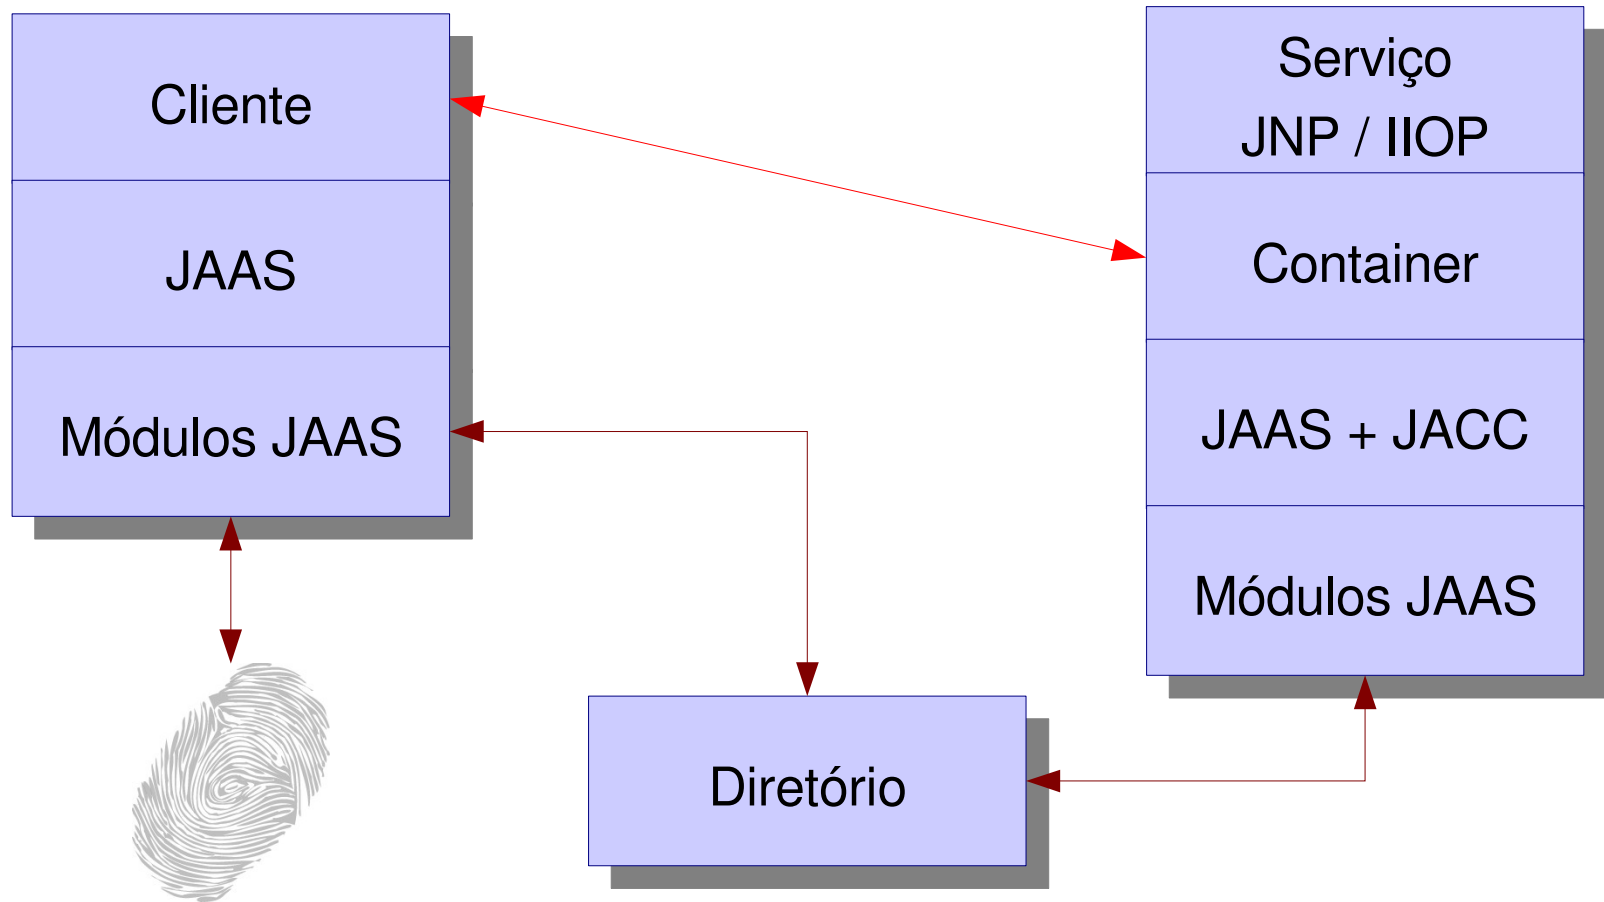 Cliente
JAAS
Módulos JAAS
Serviço
JNP / IIOP
Container
JAAS + JACC
Módulos JAAS
Diretório